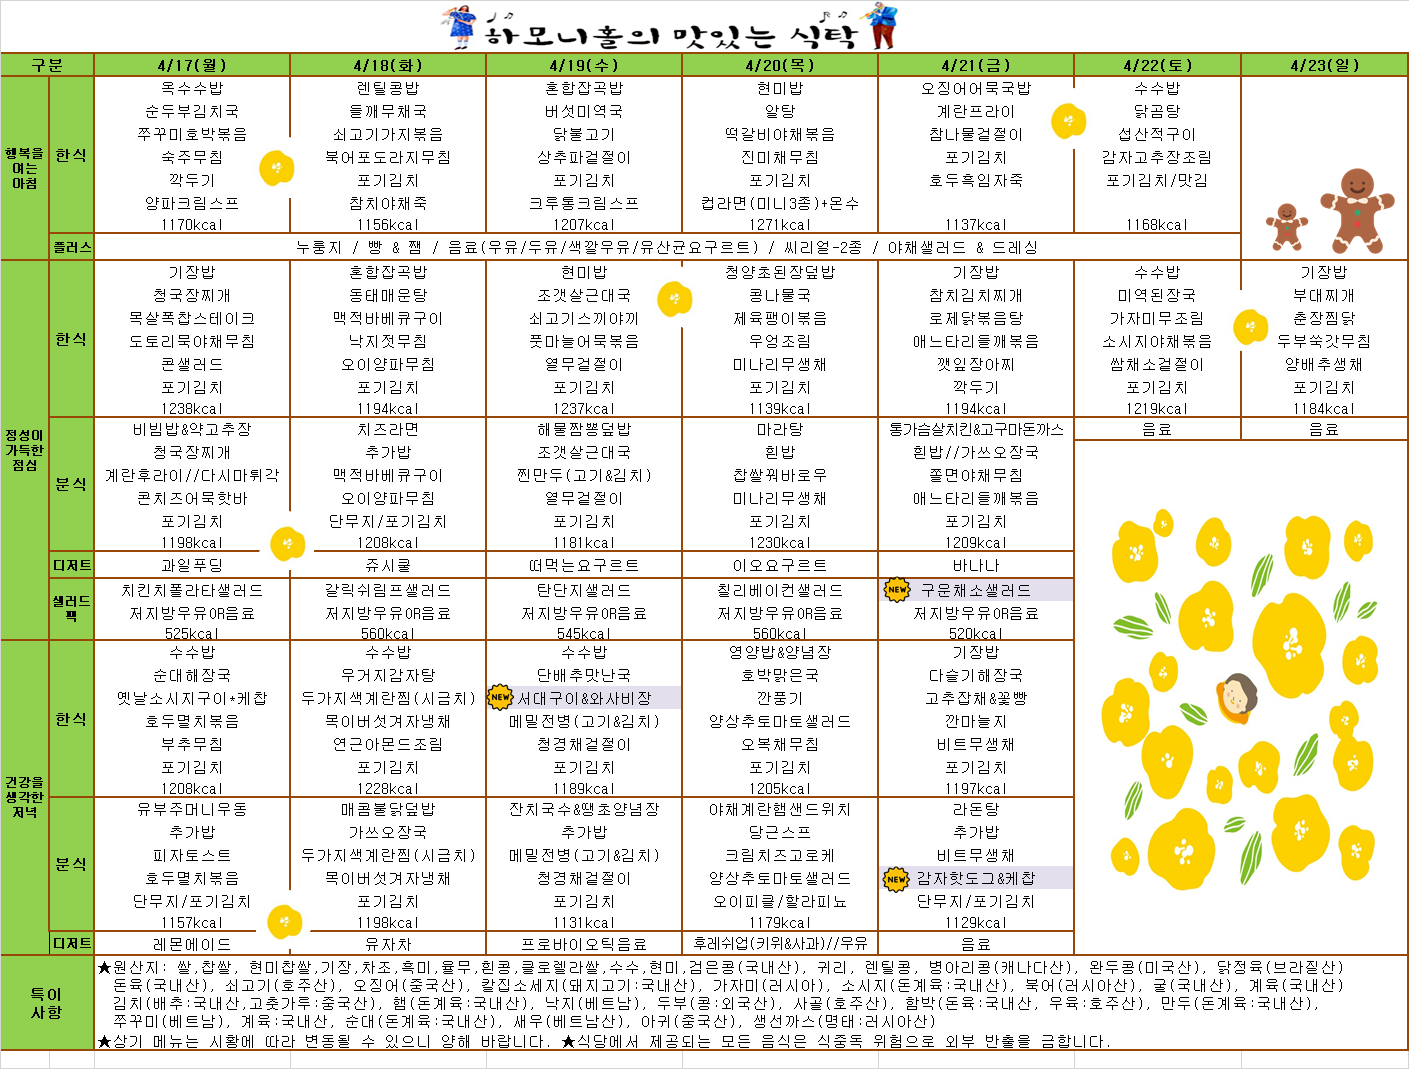 하모니홀의 맛있는 식탁
구분 4/17(월) 4/18(화) 4/19(수) 4/20(목) 4/21(금) 4/22(토) 4/23(일)
행복을 여는 아침
한식
옥수수밥 렌틸콩밥 혼합잡곡밥 현미밥 오징어어묵국밥 수수밥
순두부김치국 들깨무채국 버섯미역국 알탕 계란프라이 닭곰탕
쭈꾸미호박볶음 쇠고기가지볶음 닭불고기 떡갈비야채볶음 참나물겉절이 섭산적구이
숙주무침 북어포도라지무침 상추파겉절이 진미채무침 포기김치 감자고추장조림
깍두기 포기김치 포기김치 포기김치 호두흑임자죽 포기김치/맛김
양파크림스프 참치야채죽 크루통크림스프 컵라면(미니3종)+온수
1170kcal 1156kcal 1207kcal 1271kcal 1137kcal 1168kcal
플러스 누룽지 / 빵 & 잼 / 음료(우유/두유/색깔우유/유산균요구르트) / 씨리얼-2종 / 야채샐러드 & 드레싱
정성이 가득한 점심
한식
기장밥 혼합잡곡밥 현미밥 청양초된장덮밥 기장밥 수수밥 기장밥
청국장찌개 동태매운탕 조갯살근대국 콩나물국 참치김치찌개 미역된장국 부대찌개
목살폭찹스테이크 맥적바베큐구이 쇠고기스끼야끼 제육팽이볶음 로제닭볶음탕 가자미무조림 춘장찜닭
도토리묵야채무침 낙지젓무침 풋마늘어묵볶음 우엉조림 애느타리들깨볶음 소시지야채볶음 두부쑥갓무침
콘샐러드 오이양파무침 열무겉절이 미나리무생채 깻잎장아찌 쌈채소겉절이 양배추생채
포기김치 포기김치 포기김치 포기김치 깍두기 포기김치 포기김치
1238kcal 1194kcal 1237kcal 1139kcal 1194kcal 1219kcal 1184kcal
분식
비빔밥&약고추장 치즈라면 해물짬뽕덮밥 마라탕 통가슴살치킨&고구마돈까스 음료 음료
청국장찌개 추가밥 조갯살근대국 흰밥 흰밥//가쓰오장국
계란후라이//다시마튀각 맥적바베큐구이 찐만두(고기&김치) 찹쌀꿔바로우 쫄면야채무침
콘치즈어묵핫바 오이양파무침 열무겉절이 미나리무생채 애느타리들깨볶음
포기김치 단무지/포기김치 포기김치 포기김치 포기김치
1198kcal 1208kcal 1181kcal 1230kcal 1209kcal
디저트 과일푸딩 쥬시쿨 떠먹는요구르트 이오요구르트 바나나
샐러드팩
치킨치폴라타샐러드 갈릭쉬림프샐러드 탄단지샐러드 칠리베이컨샐러드 NEW 구운채소샐러드
저지방우유OR음료 저지방우유OR음료 저지방우유OR음료 저지방우유OR음료 저지방우유OR음료
525kcal 560kcal 545kcal 560kcal 520kcal
건강을 생각한 저녁
한식
수수밥 수수밥 수수밥 영양밥&양념장 기장밥
순대해장국 우거지감자탕 단배추맛난국 호박맑은국 다슬기해장국
옛날소시지구이*케찹 두가지색계란찜(시금치) NEW 서대구이&와사비장 깐풍기 고추잡채&꽃빵
호두멸치볶음 목이버섯겨자냉채 메밀전병(고기&김치) 양상추토마토샐러드 깐마늘지
부추무침 연근아몬드조림 청경채겉절이 오복채무침 비트무생채
포기김치 포기김치 포기김치 포기김치 포기김치
1208kcal 1228kcal 1189kcal 1205kcal 1197kcal
분식
유부주머니우동 매콤불닭덮밥 잔치국수&땡초양념장 야채계란햄샌드위치 라돈탕
추가밥 가쓰오장국 추가밥 당근스프 추가밥
피자토스트 두가지색계란찜(시금치) 메밀전병(고기&김치) 크림치즈고로케 비트무생채
호두멸치볶음 목이버섯겨자냉채 청경채겉절이 양상추토마토샐러드 NEW 감자핫도그&케찹
단무지/포기김치 포기김치 포기김치 오이피클/할라피뇨 단무지/포기김치
1157kcal 1198kcal 1131kcal 1179kcal 1129kcal
디저트 레몬에이드 유자차 프로바이오틱음료 후레쉬업(키위&사과)//우유 음료
특이사항
★원산지: 쌀,찹쌀, 현미찹쌀,기장,차조,흑미,율무,흰콩,클로렐라쌀,수수,현미,검은콩(국내산), 귀리, 렌틸콩, 병아리콩(캐나다산), 완두콩(미국산), 닭정육(브라질산)
돈육(국내산), 쇠고기(호주산), 오징어(중국산), 칼집소세지(돼지고기:국내산), 가자미(러시아), 소시지(돈계육:국내산), 북어(러시아산), 굴(국내산), 계육(국내산)
김치(배추:국내산,고춧가루:중국산), 햄(돈계육:국내산), 낙지(베트남), 두부(콩:외국산), 사골(호주산), 함박(돈육:국내산, 우육:호주산), 만두(돈계육:국내산),
쭈꾸미(베트남), 계육:국내산, 순대(돈계육:국내산), 새우(베트남산), 아귀(중국산), 생선까스(명태:러시아산)
★상기 메뉴는 시황에 따라 변동될 수 있으니 양해 바랍니다. ★식당에서 제공되는 모든 음식은 식중독 위험으로 외부 반출을 금합니다.